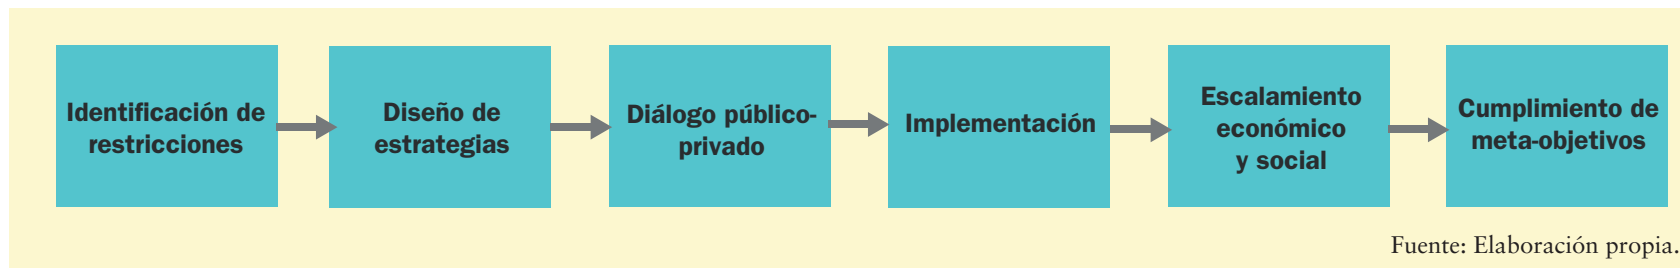 Identificación de
restricciones
Diseño de
estrategias
Diálogo público-
privado
Implementación
Escalamiento
económico
y social
Cumplimiento de
meta-objetivos
Fuente: Elaboración propia.